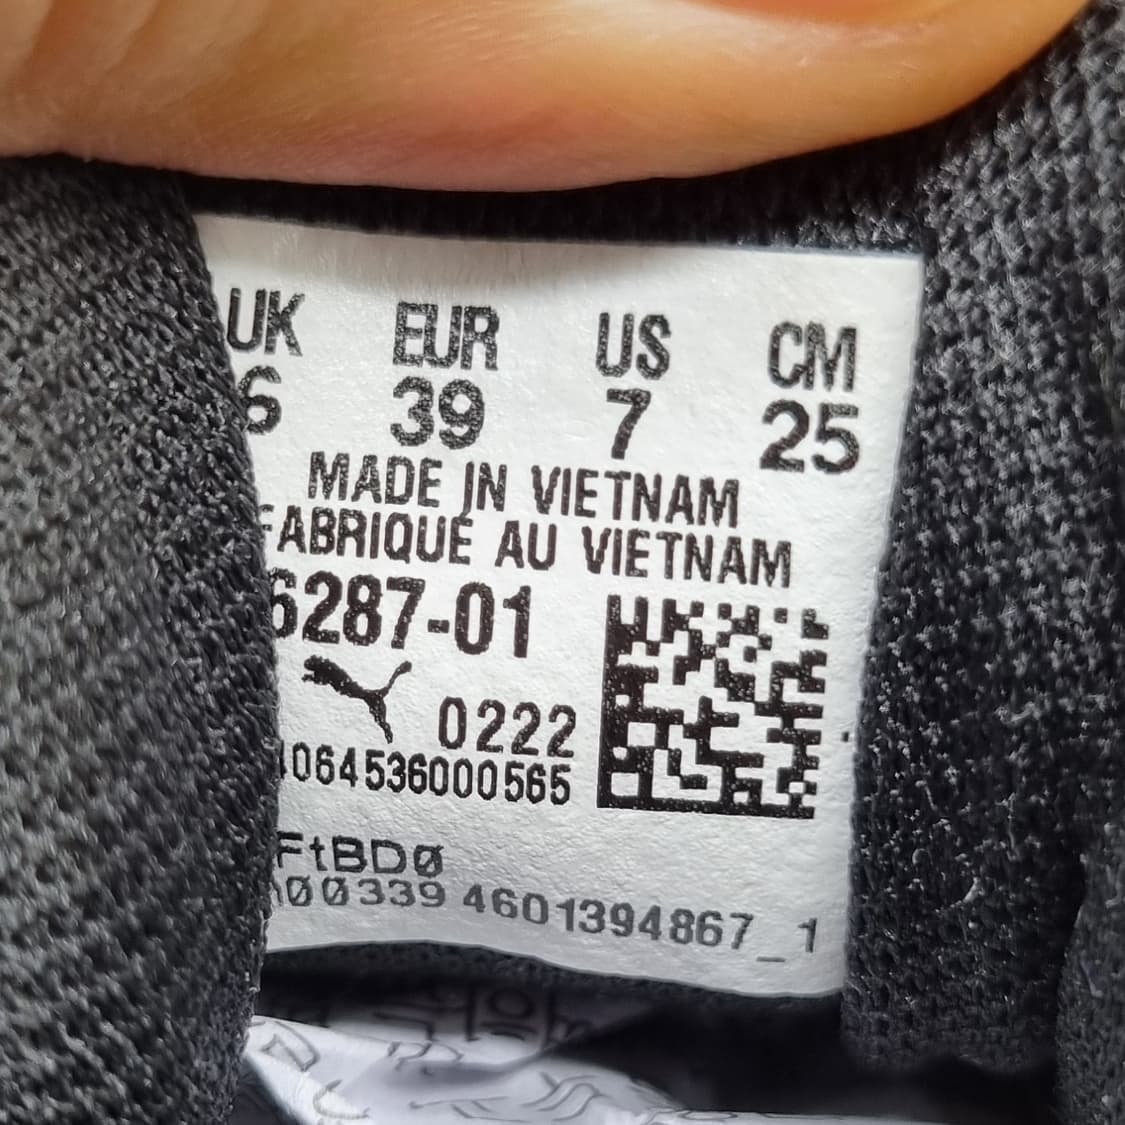 UK EUR US CM
6 39 7 25
MADE IN VIETNAM
FABRIQUÉ AU VIETNAM
6287-01
0222
4064536000565
FtBD0
00339 4601394867_1